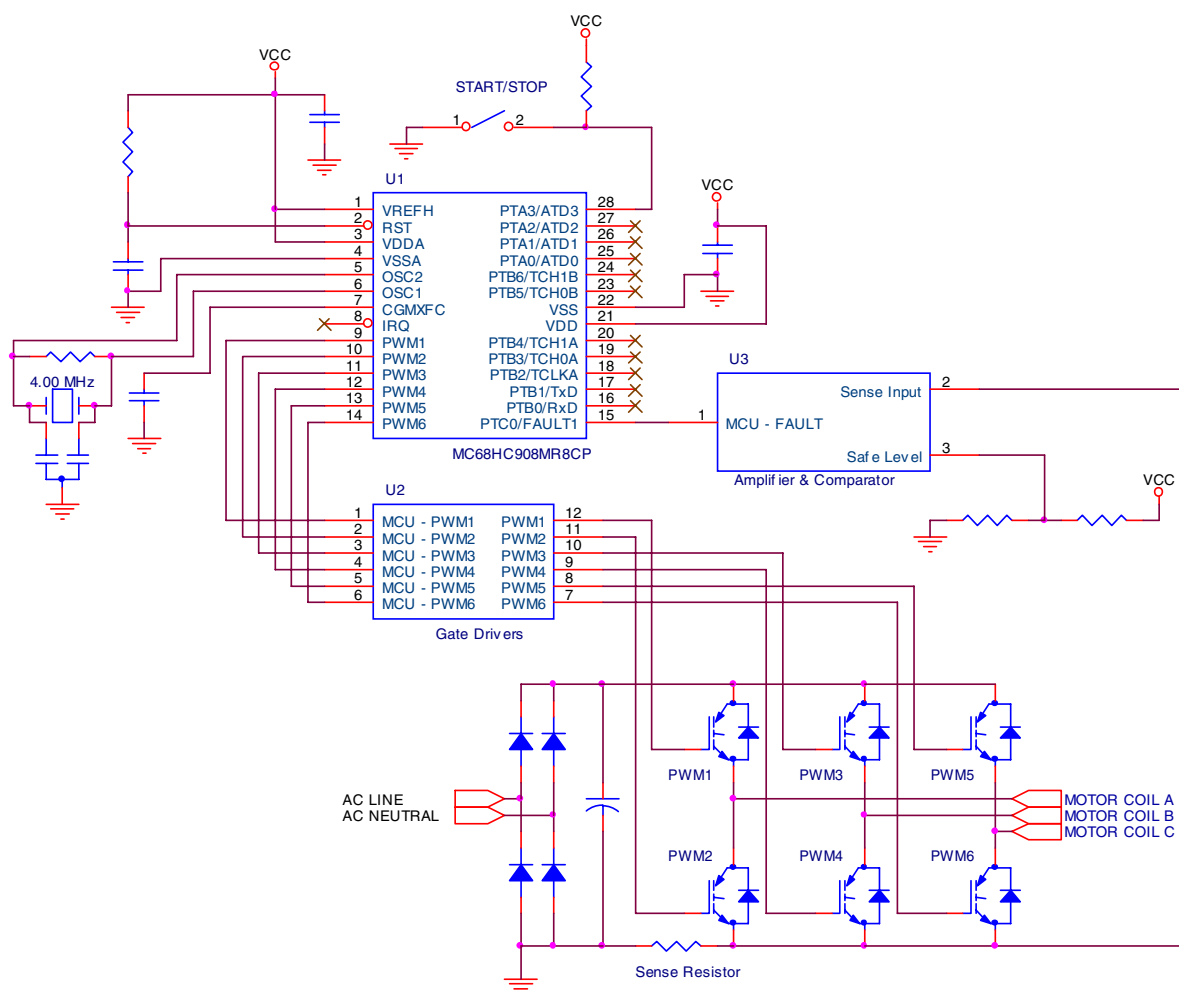 VCC
VCC
START/STOP
1 2
U1
VCC
1 VREFH PTA3/ATD3 28
2 RST PTA2/ATD2 27
3 VDDA PTA1/ATD1 26
4 VSSA PTA0/ATD0 25
5 OSC2 PTB6/TCH1B 24
6 OSC1 PTB5/TCH0B 23
7 CGMXFC VSS 22
8 IRQ VDD 21
9 PWM1 PTB4/TCH1A 20
10 PWM2 PTB3/TCH0A 19
11 PWM3 PTB2/TCLKA 18
12 PWM4 PTB1/TxD 17
13 PWM5 PTB0/RxD 16
14 PWM6 PTC0/FAULT1 15
MC68HC908MR8CP
4.00 MHz
U3
Sense Input 2
1 MCU - FAULT
Safe Level 3
Amplifier & Comparator
VCC
U2
1 MCU - PWM1 PWM1 12
2 MCU - PWM2 PWM2 11
3 MCU - PWM3 PWM3 10
4 MCU - PWM4 PWM4 9
5 MCU - PWM5 PWM5 8
6 MCU - PWM6 PWM6 7
Gate Drivers
PWM1 PWM3 PWM5
AC LINE
AC NEUTRAL
MOTOR COIL A
MOTOR COIL B
MOTOR COIL C
PWM2 PWM4 PWM6
Sense Resistor